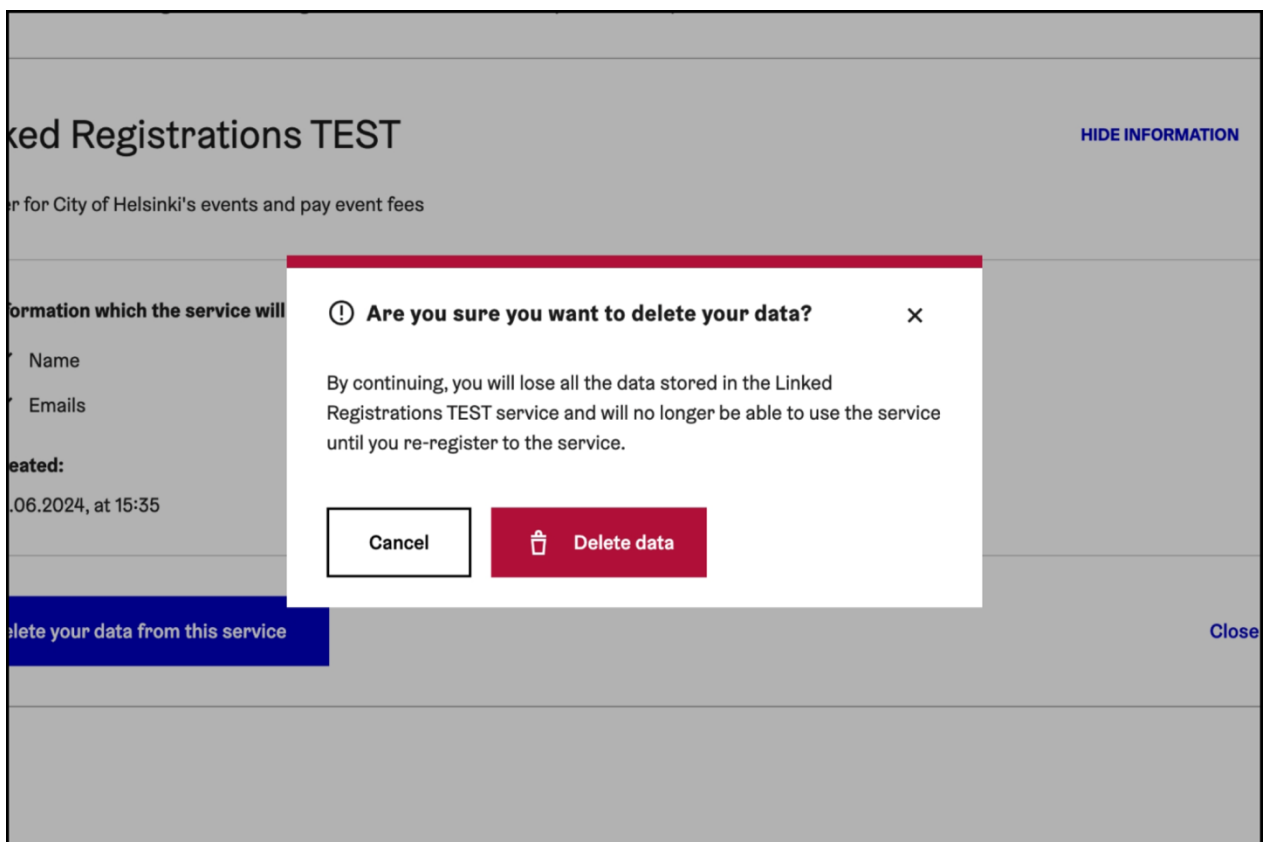 ked Registrations TEST
HIDE INFORMATION
er for City of Helsinki's events and pay event fees
formation which the service will
Name
Emails
eated:
.06.2024, at 15:35
Are you sure you want to delete your data?
By continuing, you will lose all the data stored in the Linked
Registrations TEST service and will no longer be able to use the service
until you re-register to the service.
Cancel
Delete data
elete your data from this service
Close